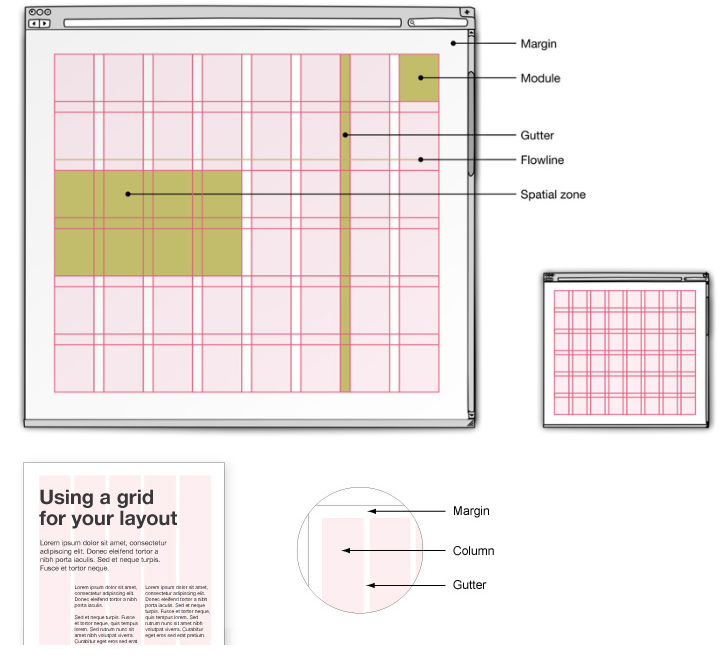 Margin
Module
Gutter
Flowline
Spatial zone
Using a grid
for your layout
Lorem ipsum dolor sit amet, consectetur
adipiscing elit. Donec eleifend tortor a
nibh porta iaculis. Sed et neque turpis.
Fusce et tortor neque.
Lorem ipsum dolor sit amet,
consectetur adipiscing elit.
Donec eleifend tortor a nibh
porta iaculis.
Sed et neque turpis. Fusce
et tortor neque, quis tempus
lorem. Sed rutrum nunc sit
amet nibh volutpat viverra.
Curabitur eget eros sed erat
Lorem ipsum dolor sit amet,
consectetur adipiscing elit.
Donec eleifend tortor a nibh
porta iaculis. Sed et neque
turpis. Fusce et tortor neque,
quis tempus lorem. Sed
rutrum nunc sit amet nibh
volutpat viverra. Curabitur
eget eros sed erat pretium.
Margin
Column
Gutter